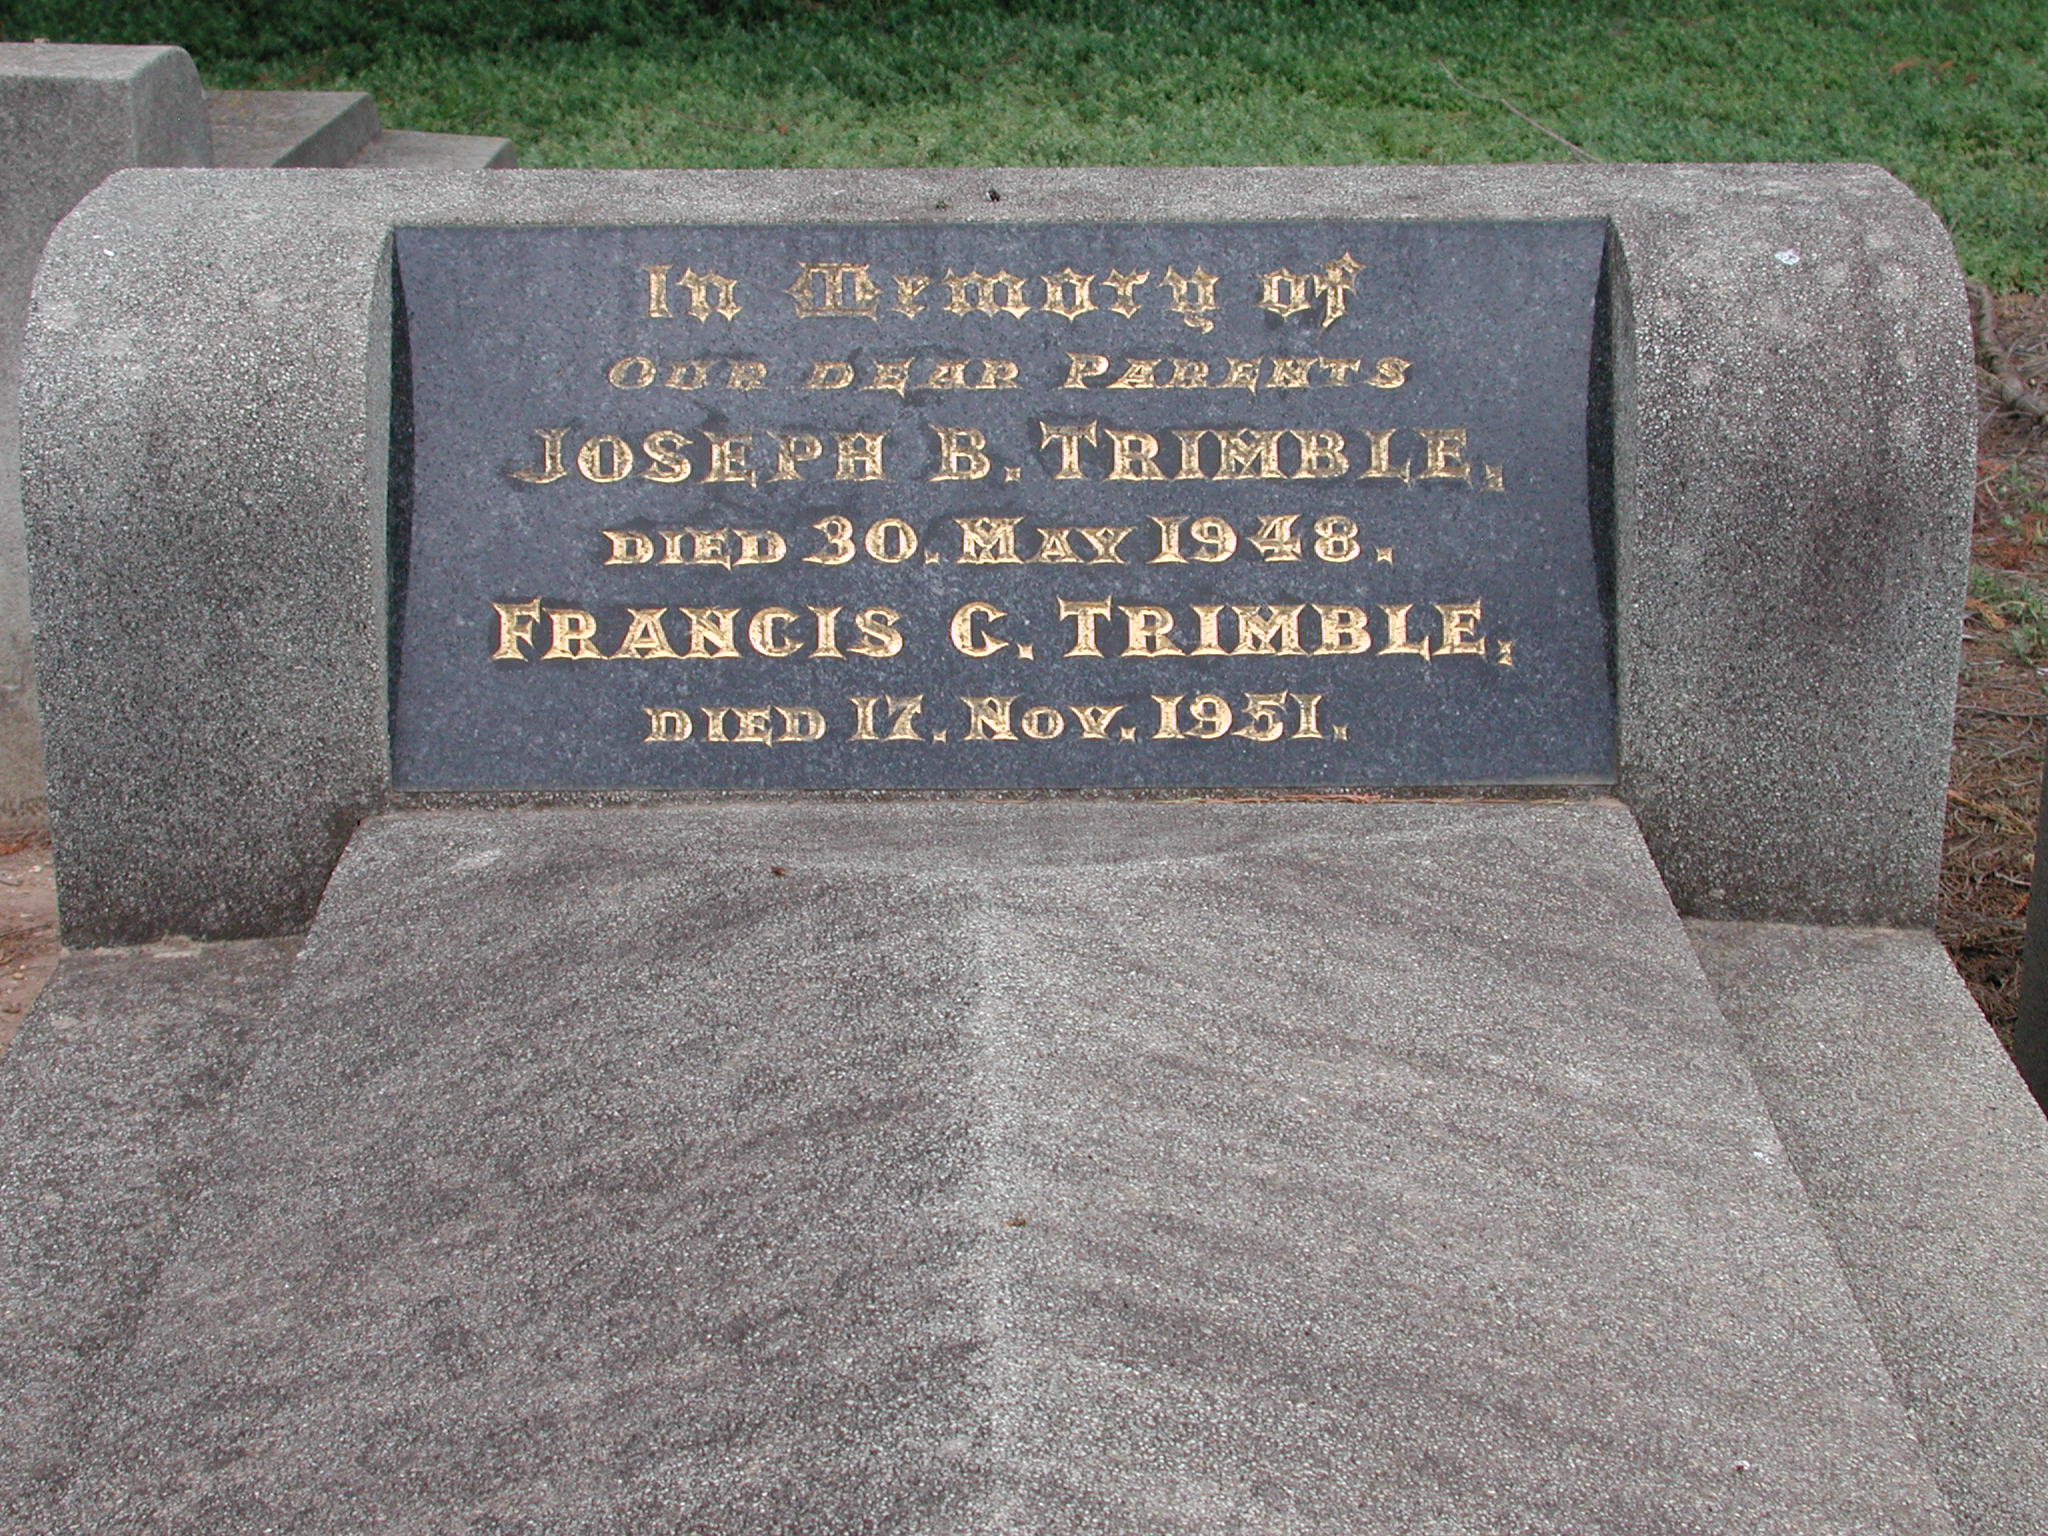 In Memory of
OUR DEAR PARENTS
JOSEPH B. TRIMBLE,
DIED 30. MAY 1948.
FRANCIS C. TRIMBLE,
DIED 17. NOV. 1951.